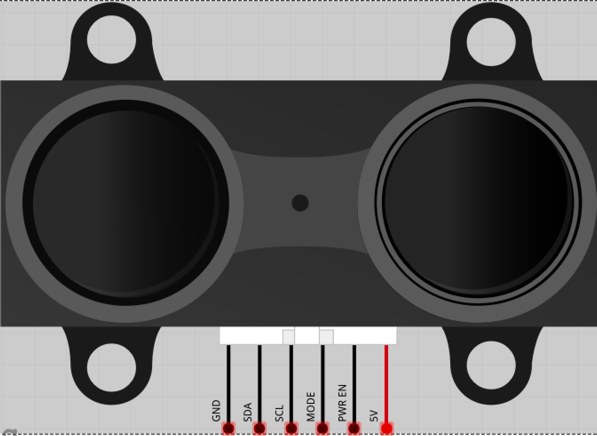 GND
SDA
SCL
MODE
PWR EN
5V